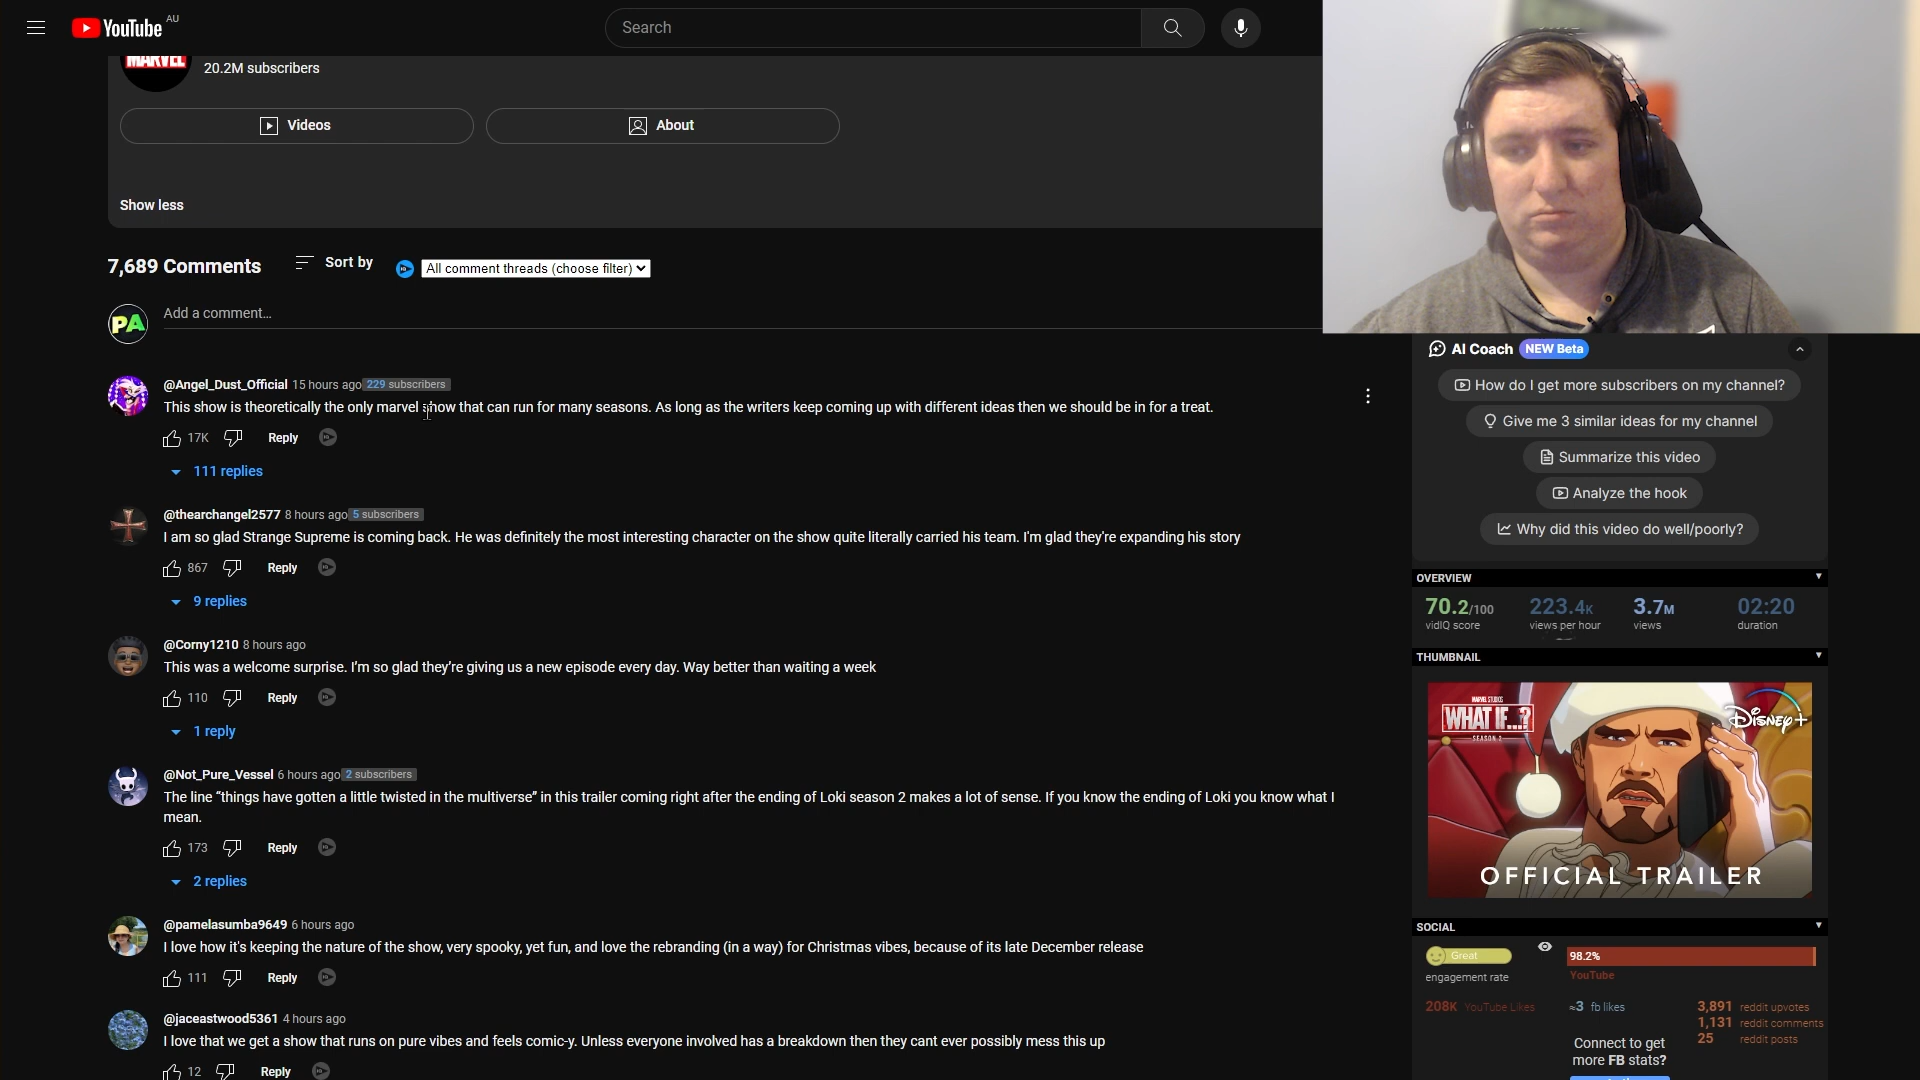 YouTube AU
Search
MARVEL
20.2M subscribers
Videos
About
Show less
7,689 Comments
Sort by
All comment threads (choose filter)
PA
Add a comment...
@Angel_Dust_Official 15 hours ago 229 subscribers
This show is theoretically the only marvel show that can run for many seasons. As long as the writers keep coming up with different ideas then we should be in for a treat.
17K Reply
111 replies
@thearchangel2577 8 hours ago 5 subscribers
I am so glad Strange Supreme is coming back. He was definitely the most interesting character on the show quite literally carried his team. I'm glad they're expanding his story
867 Reply
9 replies
@Corny1210 8 hours ago
This was a welcome surprise. I’m so glad they’re giving us a new episode every day. Way better than waiting a week
110 Reply
1 reply
@Not_Pure_Vessel 6 hours ago 2 subscribers
The line “things have gotten a little twisted in the multiverse” in this trailer coming right after the ending of Loki season 2 makes a lot of sense. If you know the ending of Loki you know what I
mean.
173 Reply
2 replies
@pamelasumba9649 6 hours ago
I love how it's keeping the nature of the show, very spooky, yet fun, and love the rebranding (in a way) for Christmas vibes, because of its late December release
111 Reply
@jaceastwood5361 4 hours ago
I love that we get a show that runs on pure vibes and feels comic-y. Unless everyone involved has a breakdown then they cant ever possibly mess this up
12 Reply
AI Coach NEW Beta
How do I get more subscribers on my channel?
Give me 3 similar ideas for my channel
Summarize this video
Analyze the hook
Why did this video do well/poorly?
OVERVIEW
70.2/100 223.4K 3.7M 02:20
vidIQ score views per hour views duration
THUMBNAIL
MARVEL STUDIOS
WHAT IF...?
SEASON 2
Disney+
OFFICIAL TRAILER
SOCIAL
Great
engagement rate
98.2%
YouTube
208K YouTube Likes
≈3 fb likes
3,891 reddit upvotes
1,131 reddit comments
25 reddit posts
Connect to get
more FB stats?